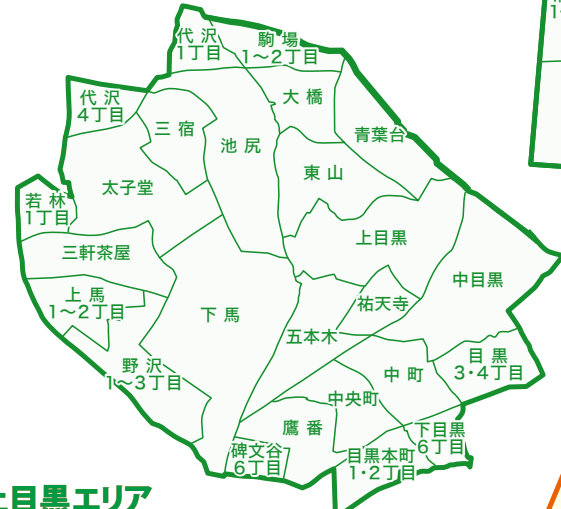 代沢
1丁目
駒場
1〜2丁目
代沢
4丁目
三宿
大橋
池尻
青葉台
東山
太子堂
若林
1丁目
上目黒
三軒茶屋
中目黒
上馬
1〜2丁目
祐天寺
下馬
五本木
野沢
1〜3丁目
中町
目黒
3・4丁目
中央町
鷹番
下目黒
6丁目
碑文谷
6丁目
目黒本町
1・2丁目
目黒エリア